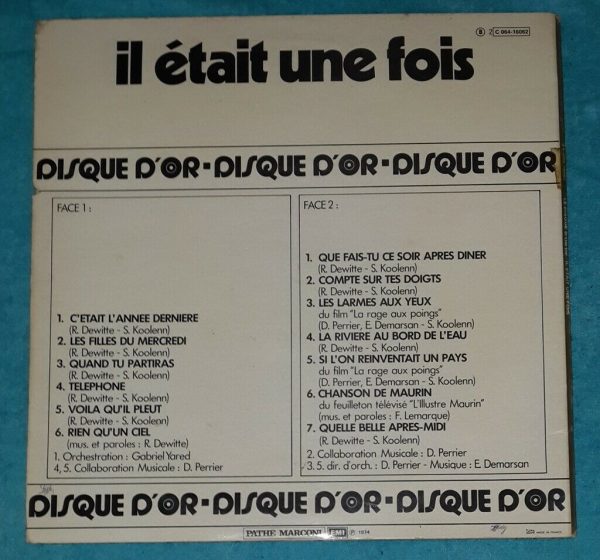 Ⓑ 2 C 064-16062
il était une fois
DISQUE D'OR-DISQUE D'OR-DISQUE D'OR
FACE 1 :
1. C'ETAIT L'ANNEE DERNIERE
(R. Dewitte - S. Koolenn)
2. LES FILLES DU MERCREDI
(R. Dewitte - S. Koolenn)
3. QUAND TU PARTIRAS
(R. Dewitte - S. Koolenn)
4. TELEPHONE
(R. Dewitte - S. Koolenn)
5. VOILA QU'IL PLEUT
(R. Dewitte - S. Koolenn)
6. RIEN QU'UN CIEL
(mus. et paroles : R. Dewitte)
1. Orchestration : Gabriel Yared
4, 5. Collaboration Musicale : D. Perrier
FACE 2 :
1. QUE FAIS-TU CE SOIR APRES DINER
(R. Dewitte - S. Koolenn)
2. COMPTE SUR TES DOIGTS
(R. Dewitte - S. Koolenn)
3. LES LARMES AUX YEUX
du film "La rage aux poings"
(D. Perrier, E. Demarsan - S. Koolenn)
4. LA RIVIERE AU BORD DE L'EAU
(R. Dewitte - S. Koolenn)
5. SI L'ON REINVENTAIT UN PAYS
du film "La rage aux poings"
(D. Perrier, E. Demarsan - S. Koolenn)
6. CHANSON DE MAURIN
du feuilleton télévisé "L'Illustre Maurin"
(mus. et paroles : F. Lemarque)
7. QUELLE BELLE APRES-MIDI
(R. Dewitte - S. Koolenn)
2. Collaboration Musicale : D. Perrier
3. 5. dir. d'orch. : D. Perrier - Musique : E. Demarsan
DISQUE D'OR-DISQUE D'OR-DISQUE D'OR
PATHE MARCONI EMI ℗ 1974
MADE IN FRANCE